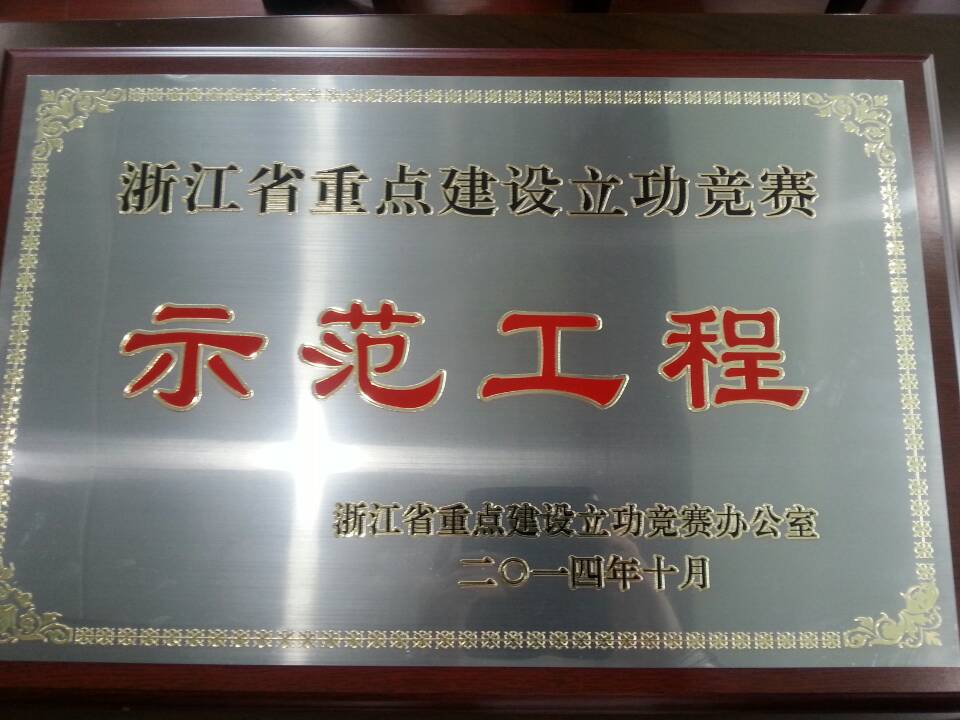 浙江省重点建设立功竞赛
示范工程
浙江省重点建设立功竞赛办公室
二〇一四年十月